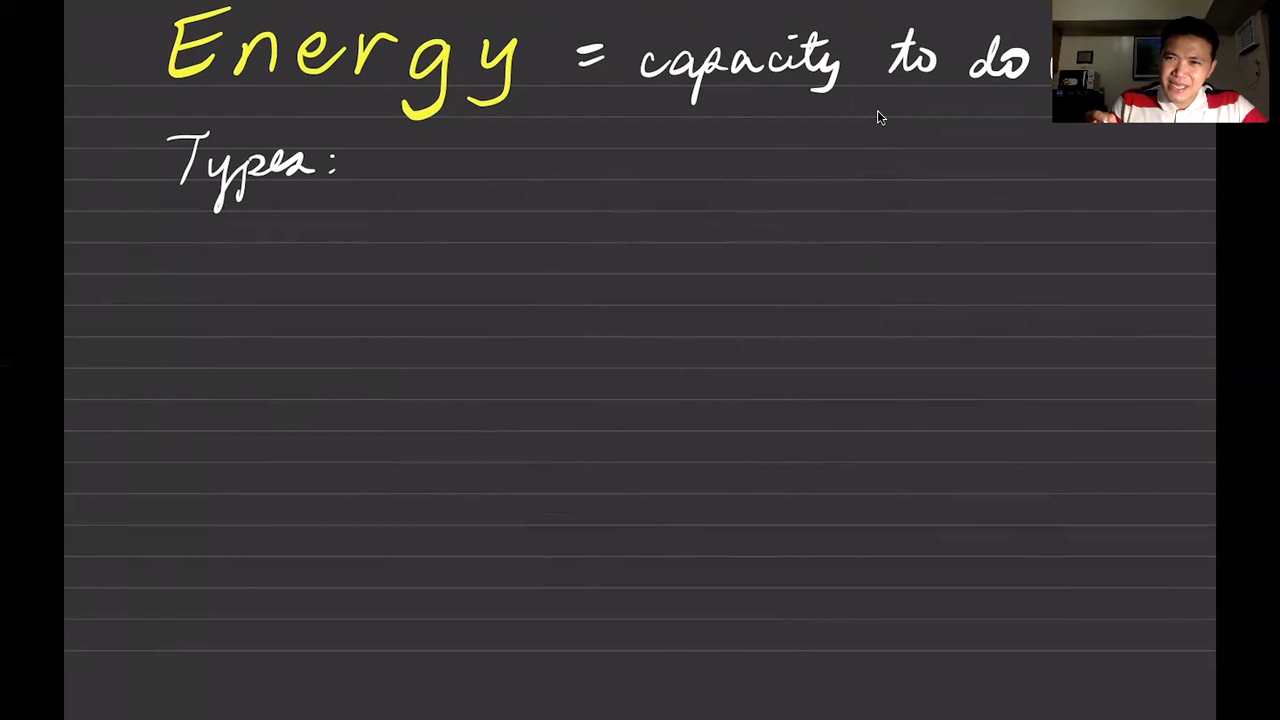 Energy = capacity to do
Types: